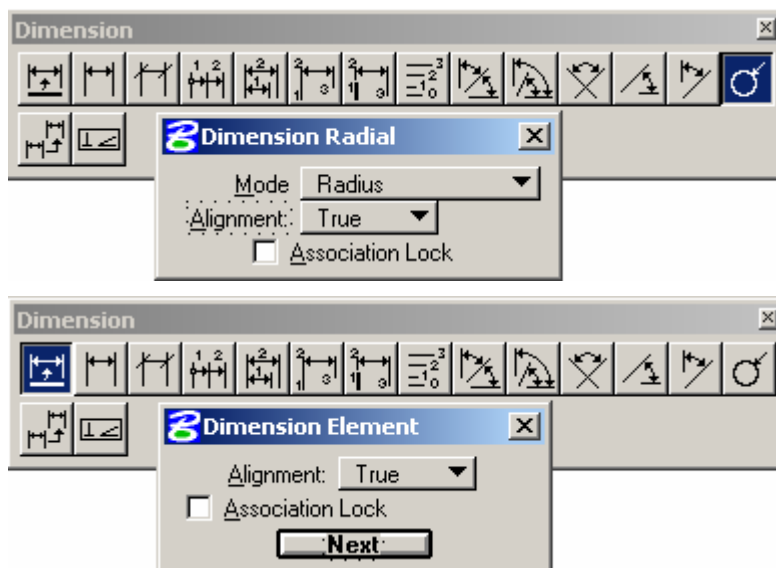 Dimension
Dimension Radial
Mode Radius
Alignment: True
Association Lock
Dimension
Dimension Element
Alignment: True
Association Lock
Next